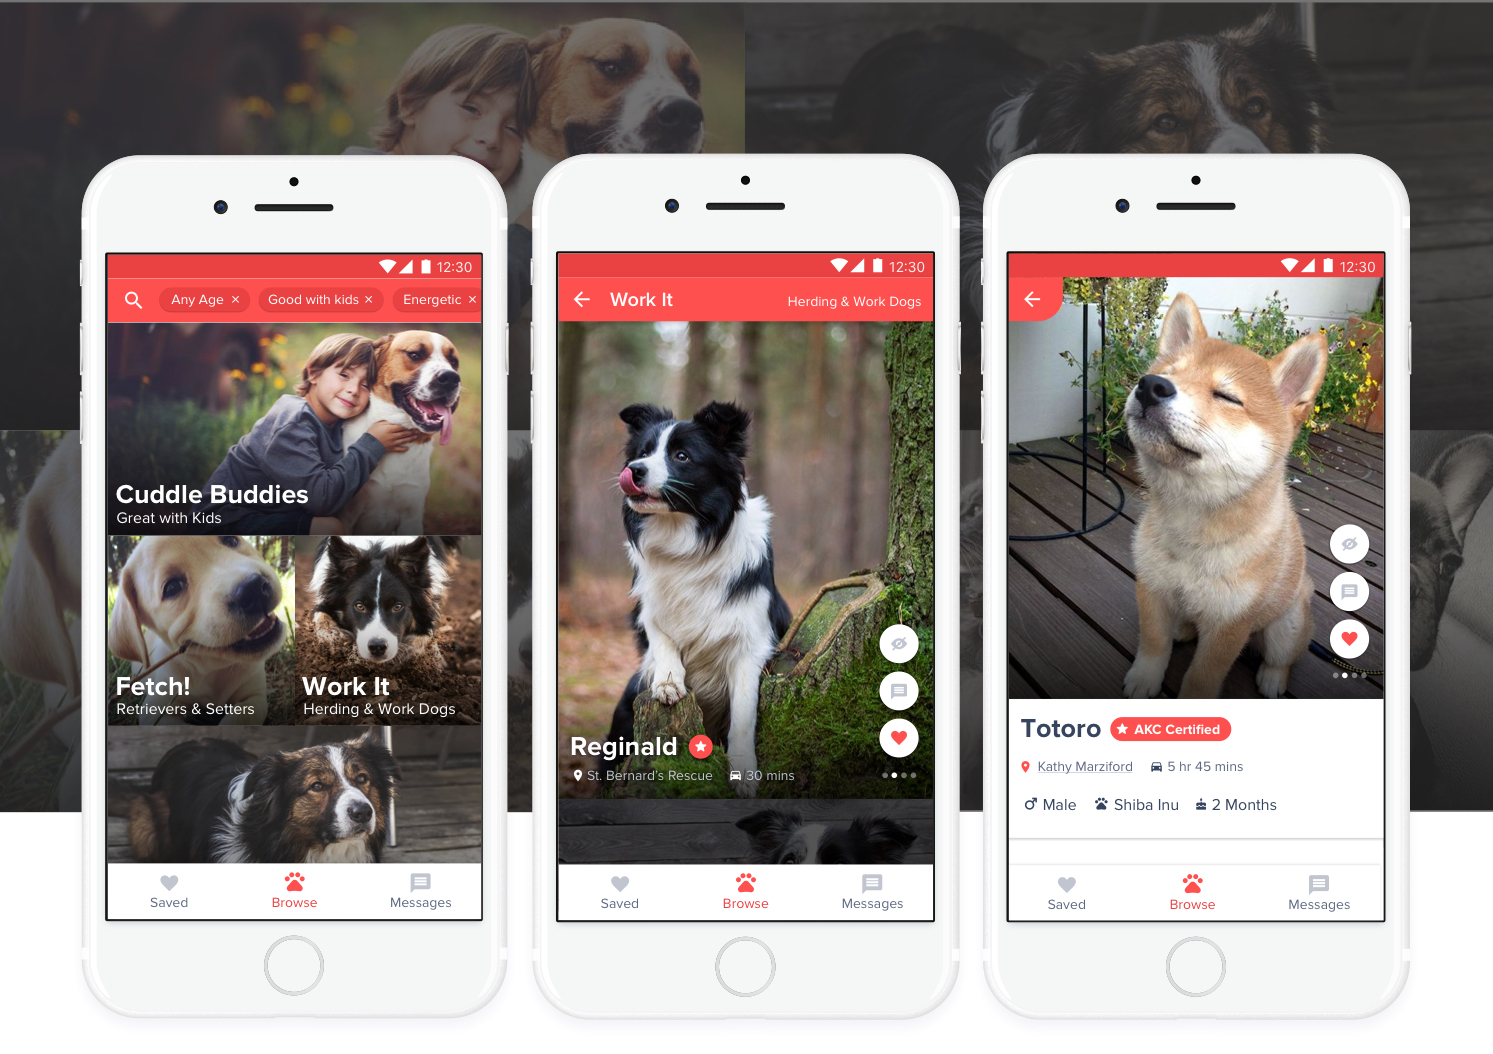 12:30
Any Age ×
Good with kids ×
Energetic ×
Cuddle Buddies
Great with Kids
Fetch!
Retrievers & Setters
Work It
Herding & Work Dogs
Saved
Browse
Messages
12:30
Work It
Herding & Work Dogs
Reginald
St. Bernard's Rescue
30 mins
Saved
Browse
Messages
12:30
Totoro
AKC Certified
Kathy Marziford
5 hr 45 mins
Male
Shiba Inu
2 Months
Saved
Browse
Messages